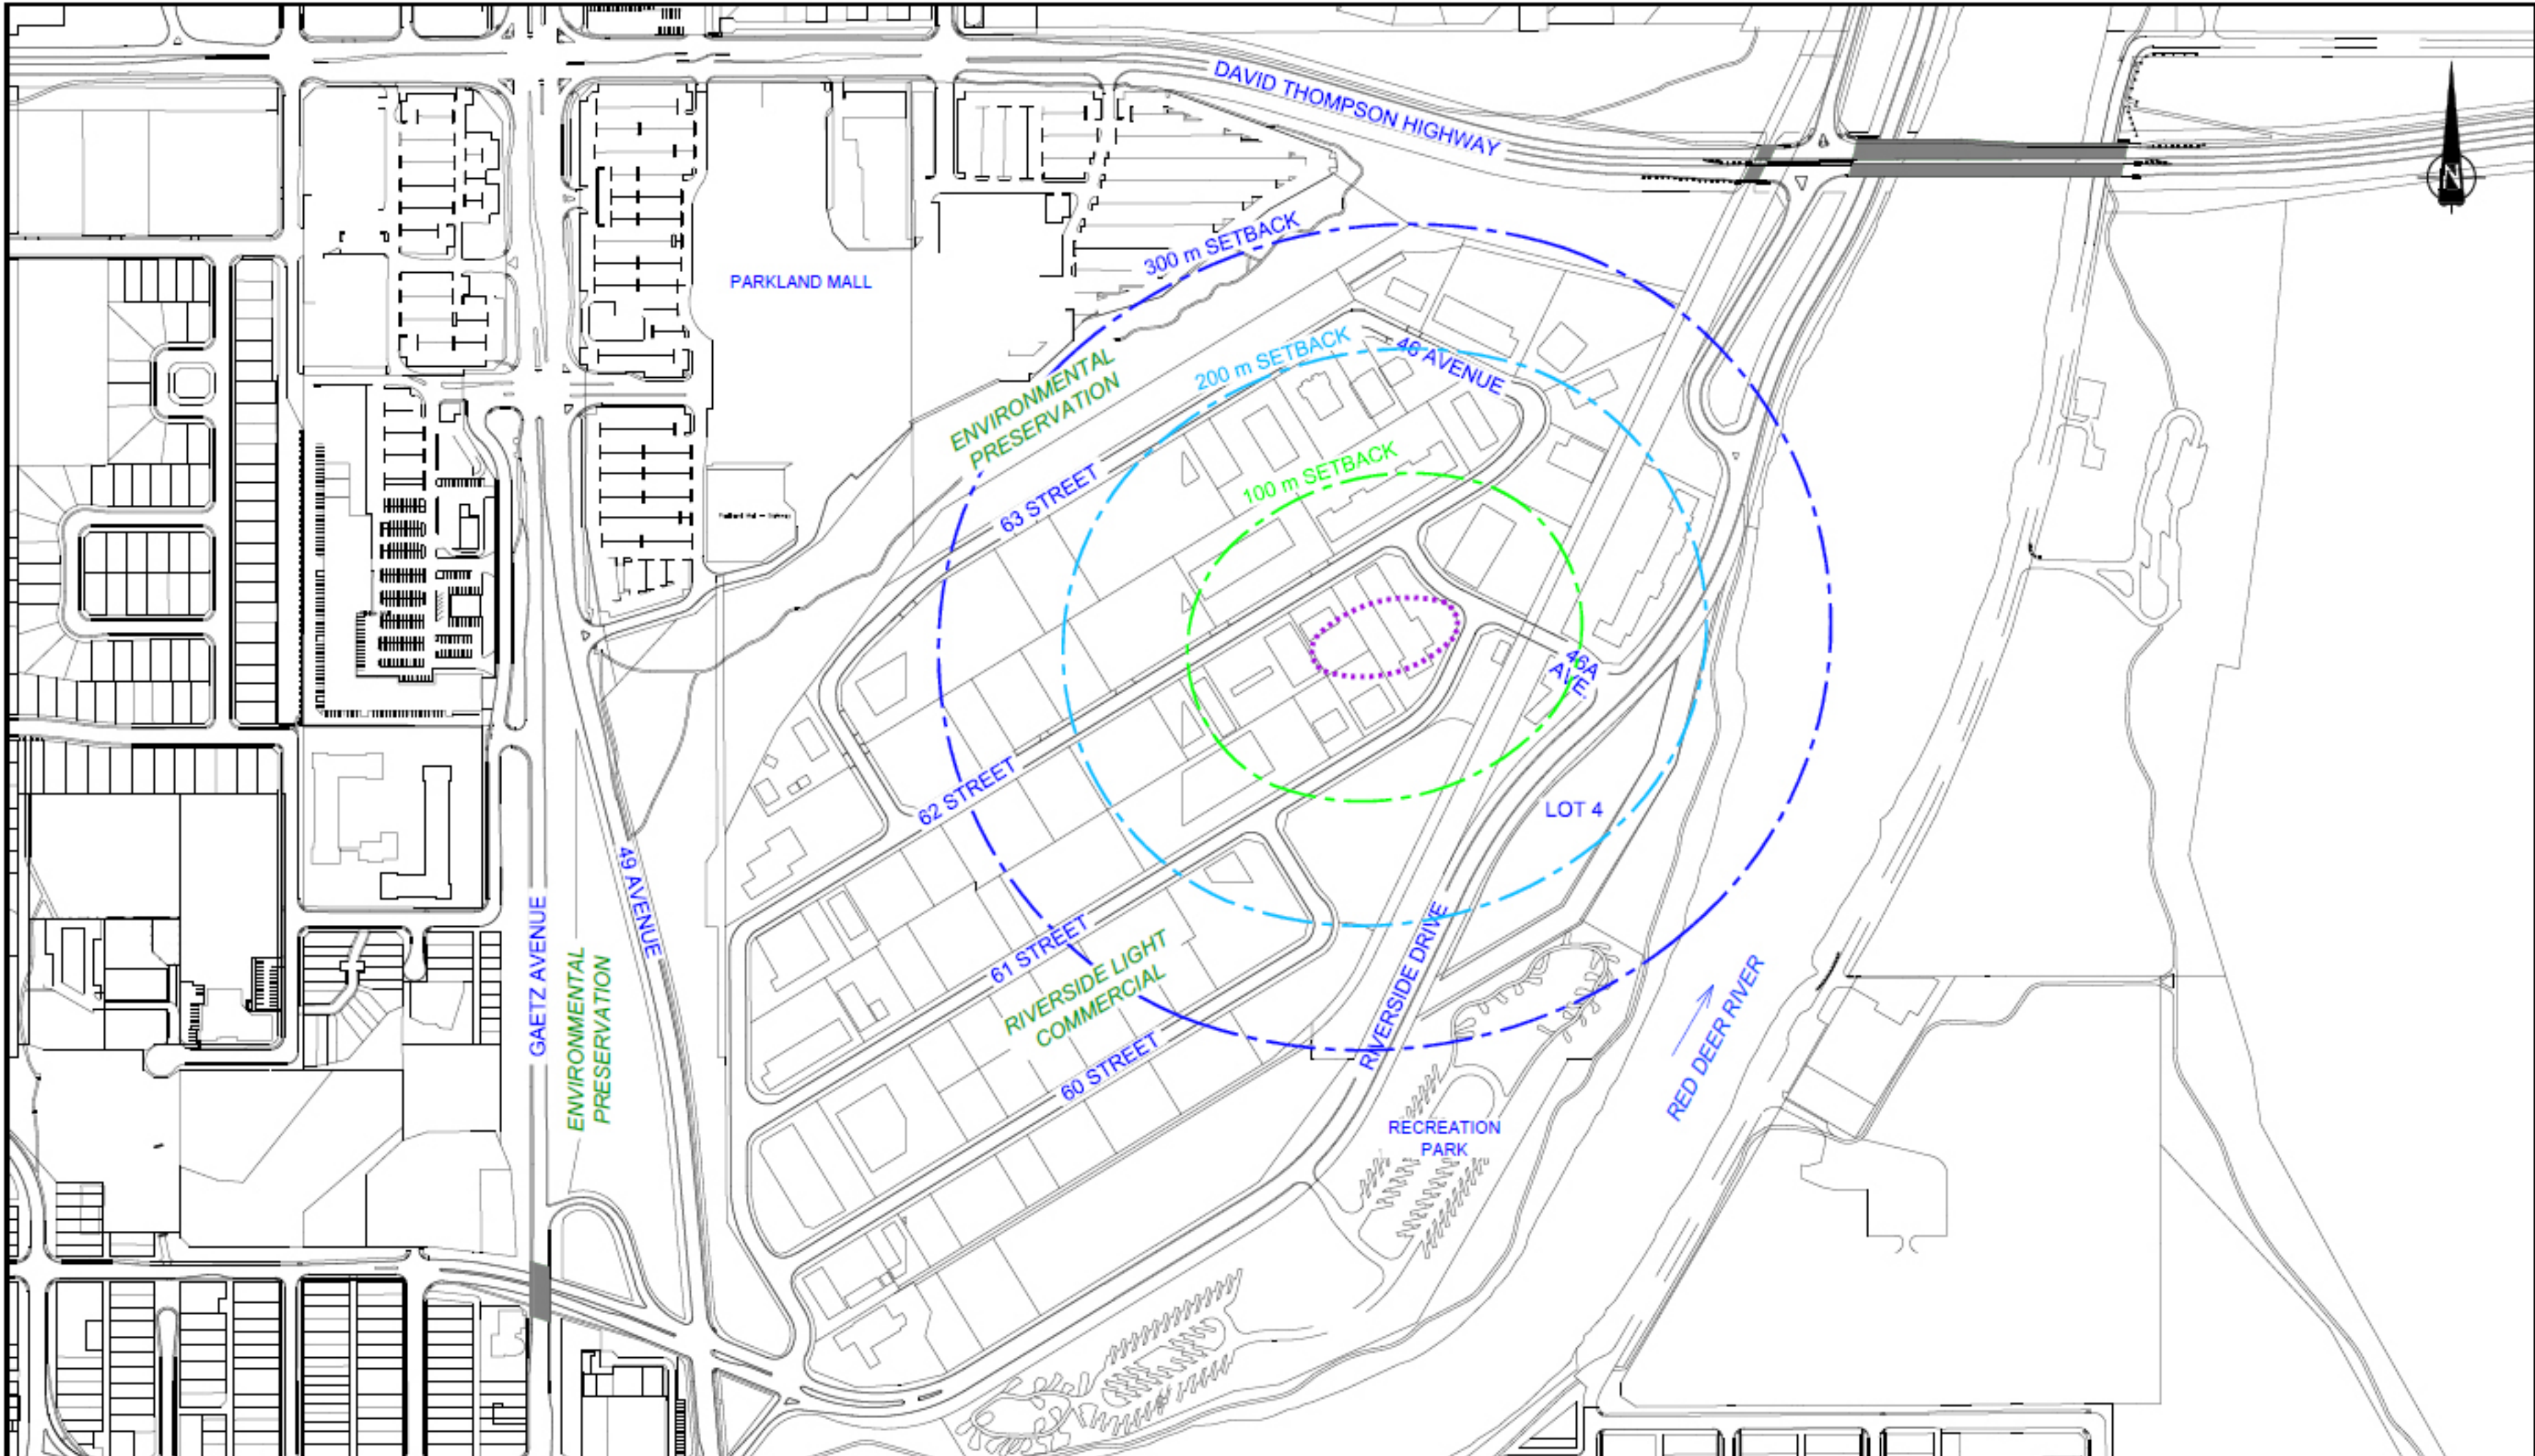 DAVID THOMPSON HIGHWAY
N
300 m SETBACK
PARKLAND MALL
200 m SETBACK
46 AVENUE
ENVIRONMENTAL
PRESERVATION
100 m SETBACK
63 STREET
46A
AVE.
62 STREET
LOT 4
49 AVENUE
GAETZ AVENUE
ENVIRONMENTAL
PRESERVATION
61 STREET
RIVERSIDE LIGHT
COMMERCIAL
60 STREET
RIVERSIDE DRIVE
RED DEER RIVER
RECREATION
PARK